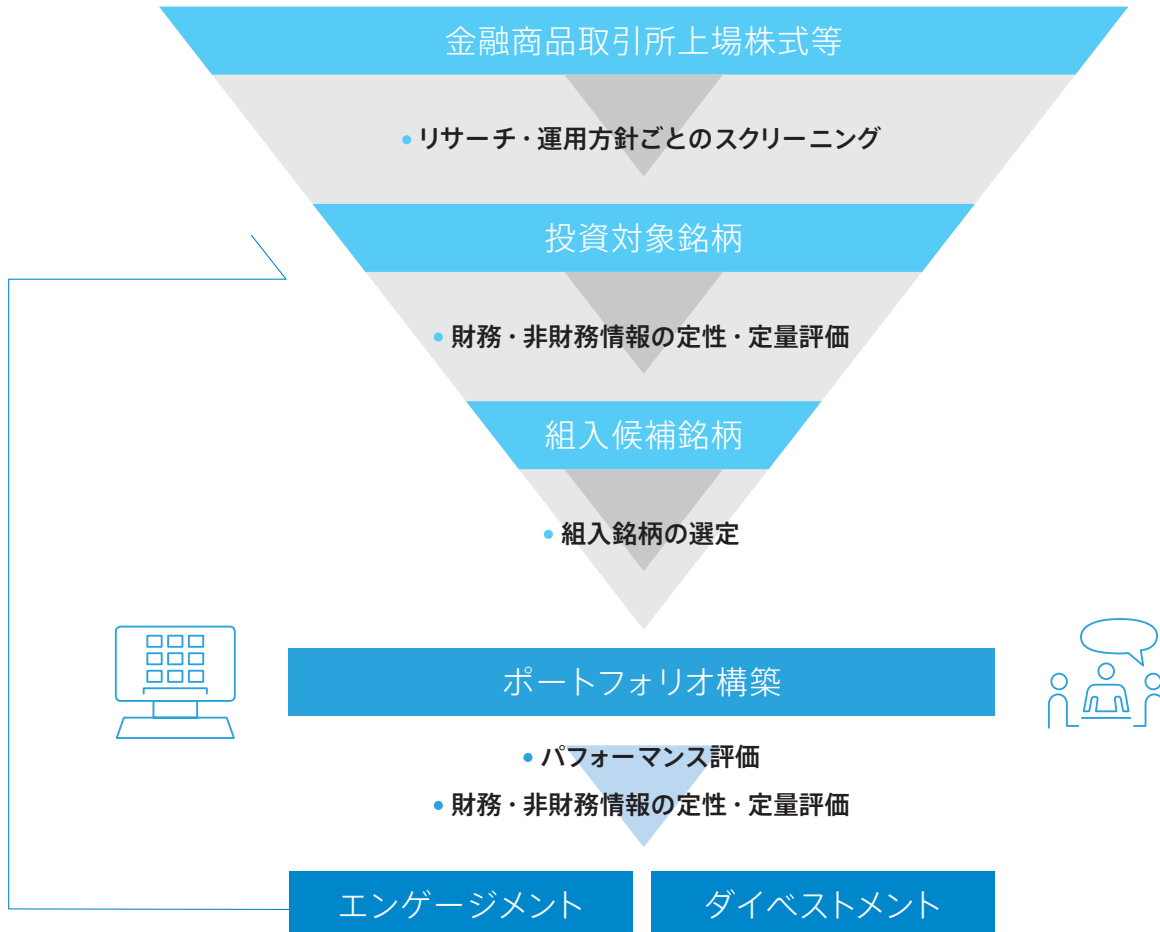 金融商品取引所上場株式等
• リサーチ・運用方針ごとのスクリーニング
投資対象銘柄
• 財務・非財務情報の定性・定量評価
組入候補銘柄
• 組入銘柄の選定
ポートフォリオ構築
• パフォーマンス評価
• 財務・非財務情報の定性・定量評価
エンゲージメント
ダイベストメント